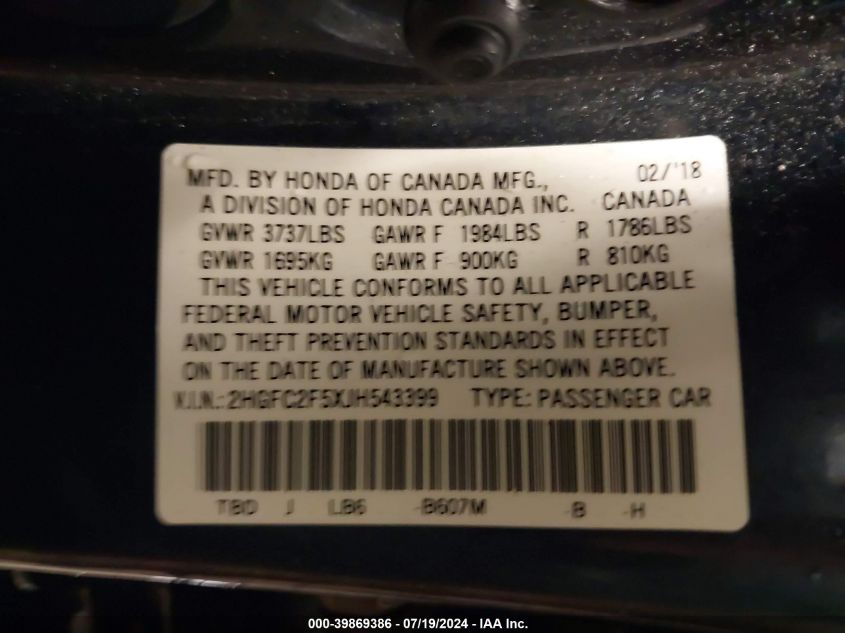 MFD. BY HONDA OF CANADA MFG., 02/'18
A DIVISION OF HONDA CANADA INC. CANADA
GVWR 3737LBS GAWR F 1984LBS R 1786LBS
GVWR 1695KG GAWR F 900KG R 810KG
THIS VEHICLE CONFORMS TO ALL APPLICABLE
FEDERAL MOTOR VEHICLE SAFETY, BUMPER,
AND THEFT PREVENTION STANDARDS IN EFFECT
ON THE DATE OF MANUFACTURE SHOWN ABOVE.
V.I.N.: 2HGFC2F5XJH543399 TYPE: PASSENGER CAR
TBD J LB6 -B607M -B -H
000-39869386 - 07/19/2024 - IAA Inc.